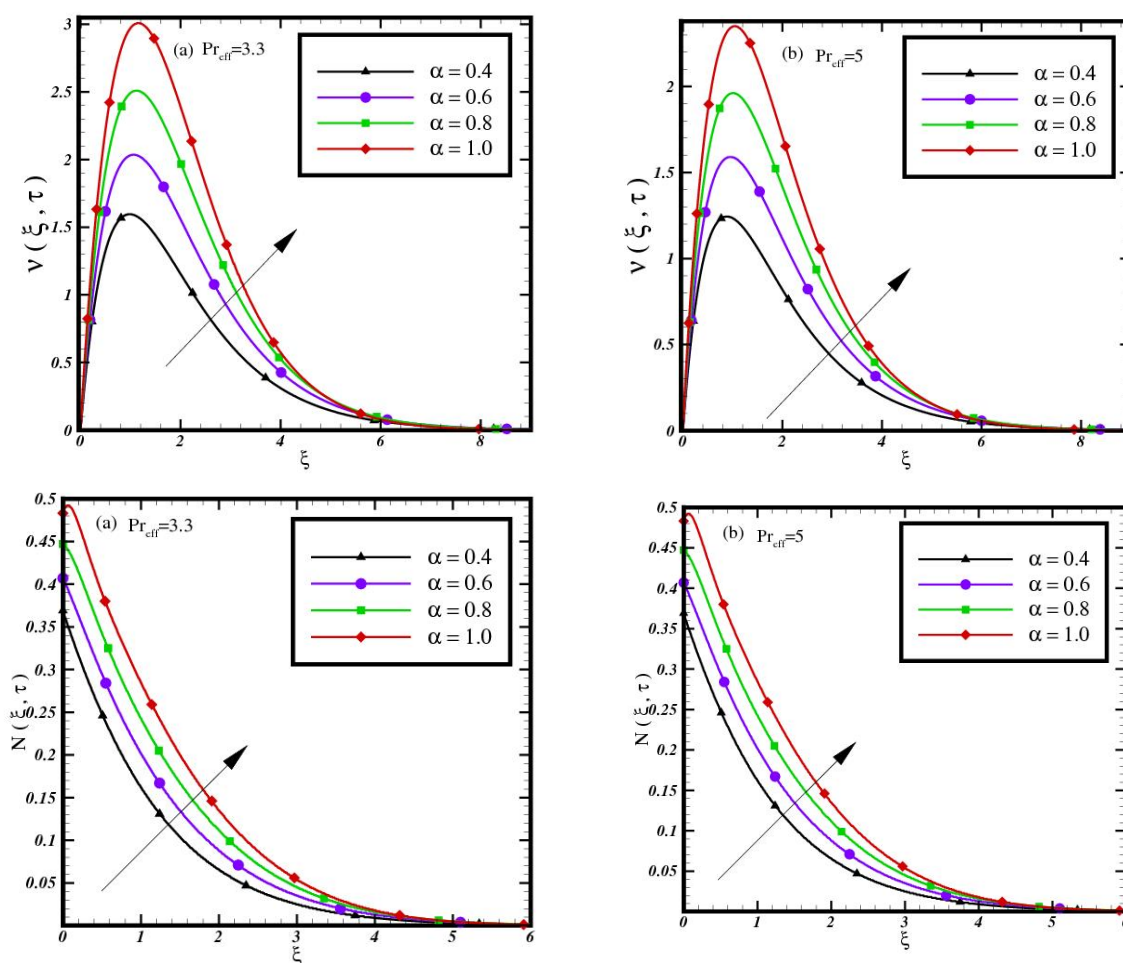 (a) Pr_eff=3.3
α = 0.4
α = 0.6
α = 0.8
α = 1.0
3
2.5
2
1.5
1
0.5
0
0 2 4 6 8
ξ
ν ( ξ , τ )
(b) Pr_eff=5
α = 0.4
α = 0.6
α = 0.8
α = 1.0
2
1.5
1
0.5
0
0 2 4 6 8
ξ
ν ( ξ , τ )
(a) Pr_eff=3.3
α = 0.4
α = 0.6
α = 0.8
α = 1.0
0.5
0.45
0.4
0.35
0.3
0.25
0.2
0.15
0.1
0.05
0 1 2 3 4 5 6
ξ
N ( ξ , τ )
(b) Pr_eff=5
α = 0.4
α = 0.6
α = 0.8
α = 1.0
0.5
0.45
0.4
0.35
0.3
0.25
0.2
0.15
0.1
0.05
0 1 2 3 4 5 6
ξ
N ( ξ , τ )